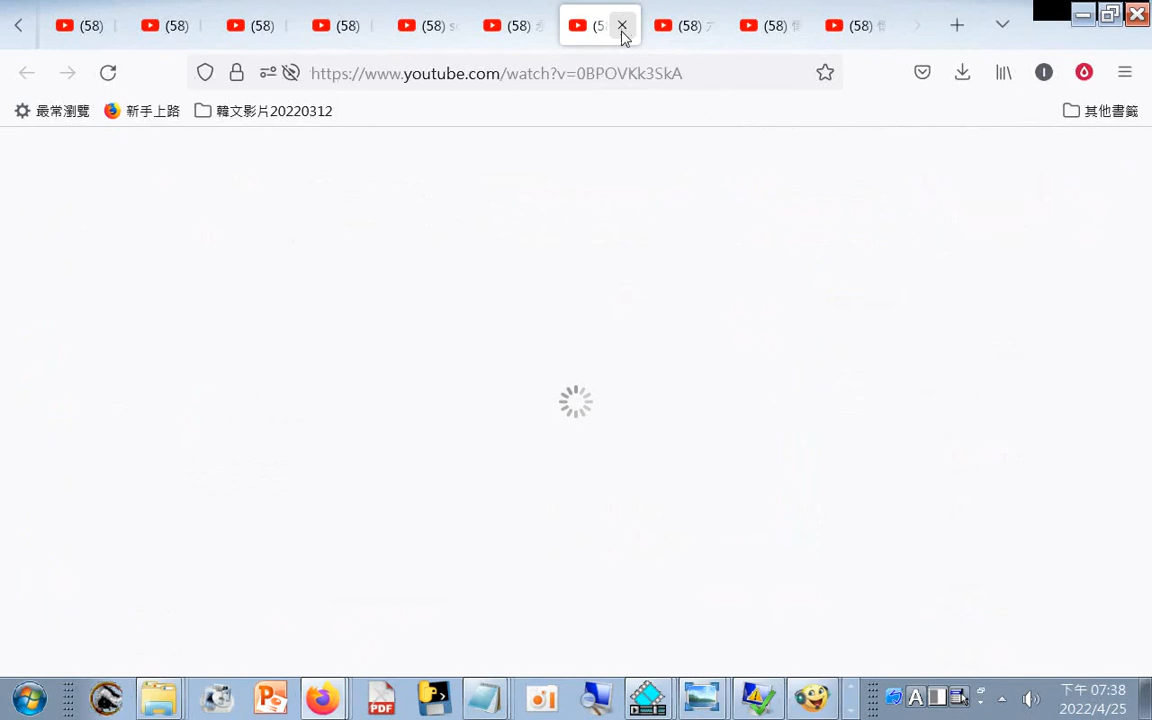 (58)
(58)
(58)
(58)
(58) s
(58)
(5
(58)
(58)
(58)
https://www.youtube.com/watch?v=0BPOVKk3SkA
最常瀏覽
新手上路
韓文影片20220312
其他書籤
PDF
A
下午 07:38
2022/4/25